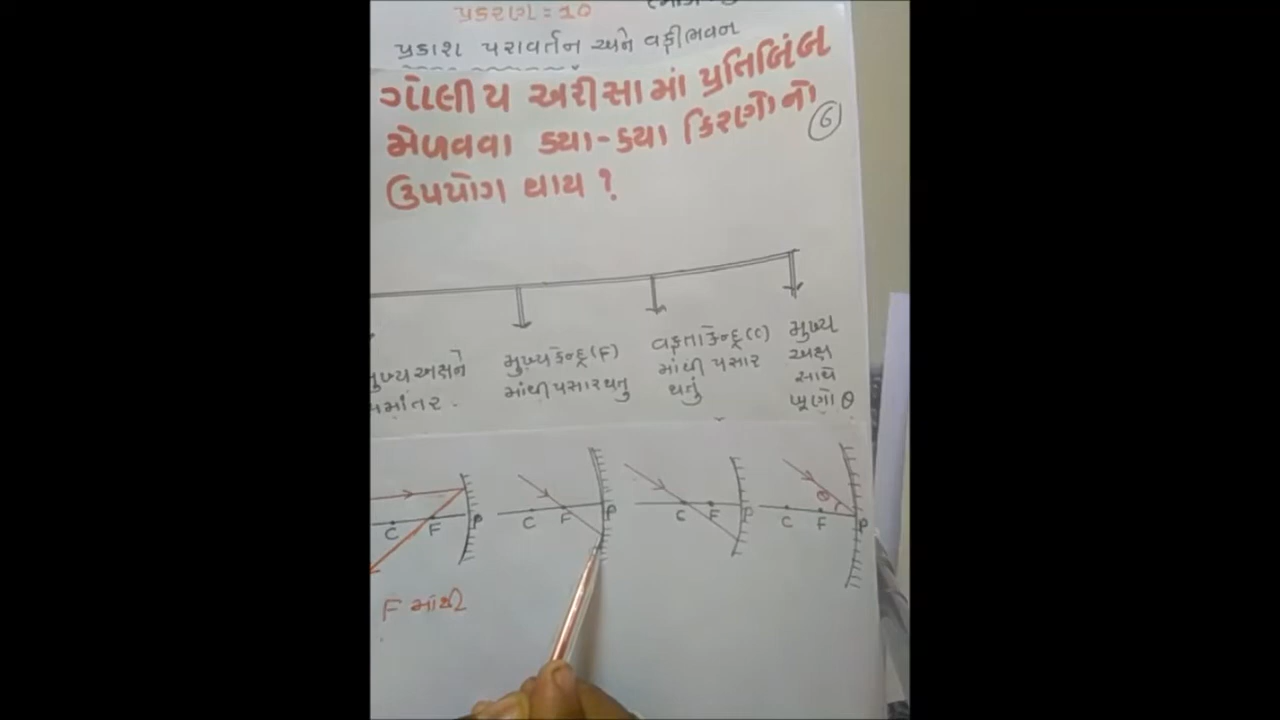 પ્રકરણ = 10
પ્રકાશ પરાવર્તન અને વક્રીભવન
ગોલીય અરીસામાં પ્રતિબિંબ
મેળવવા ક્યા-ક્યા કિરણો નો
ઉપયોગ થાય ?
6
મુખ્ય અક્ષને
સમાંતર .
મુખ્ય કેન્દ્ર (F)
માંથી પસાર થતુ
વક્રતા કેન્દ્ર (C)
માંથી પસાર
થતું
મુખ્ય
અક્ષ
સાથે
ખૂણો θ
C F P
C F P
C F P
θ
C F P
F માંથી